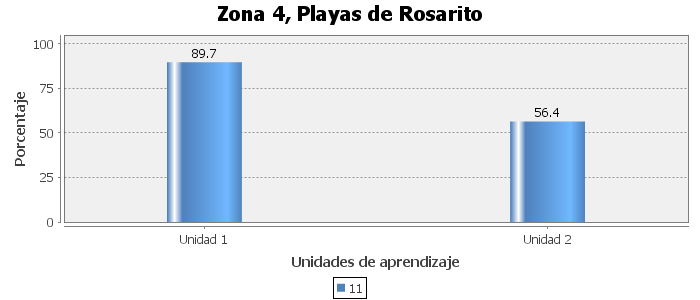 Zona 4, Playas de Rosarito
Porcentaje
100
75
50
25
0
89.7
56.4
Unidad 1
Unidad 2
Unidades de aprendizaje
11